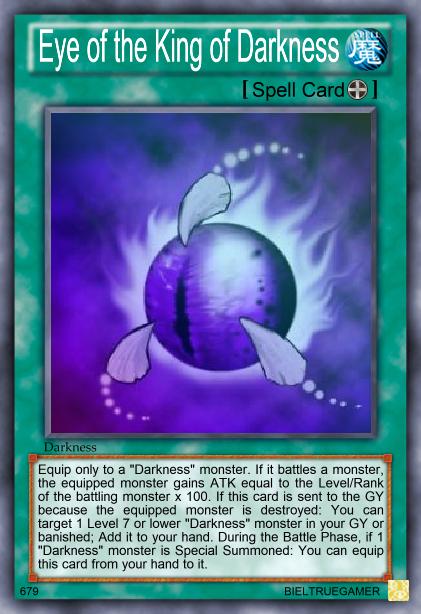 Eye of the King of Darkness
魔
[ Spell Card ]
Darkness
Equip only to a "Darkness" monster. If it battles a monster,
the equipped monster gains ATK equal to the Level/Rank
of the battling monster x 100. If this card is sent to the GY
because the equipped monster is destroyed: You can
target 1 Level 7 or lower "Darkness" monster in your GY or
banished; Add it to your hand. During the Battle Phase, if 1
"Darkness" monster is Special Summoned: You can equip
this card from your hand to it.
679
BIELTRUEGAMER